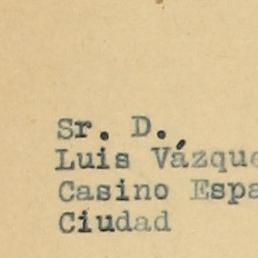 Sr. D.
Luis Vázque
Casino Espa
Ciudad